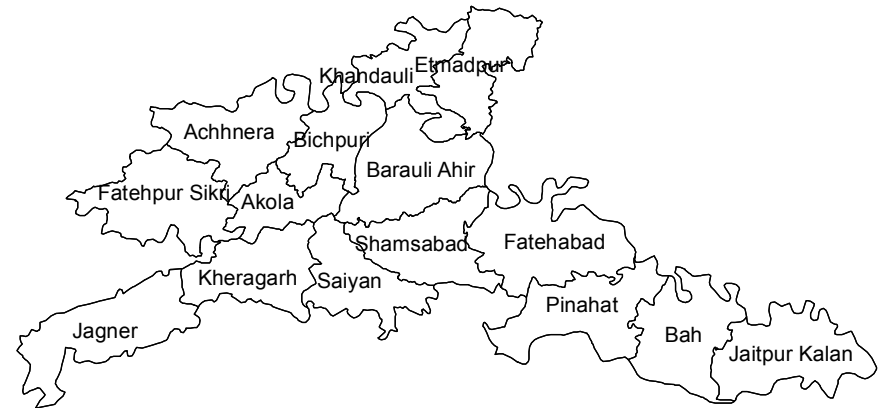 Etmadpur
Khandauli
Achhnera
Bichpuri
Barauli Ahir
Fatehpur Sikri
Akola
Shamsabad
Fatehabad
Kheragarh
Saiyan
Pinahat
Jagner
Bah
Jaitpur Kalan